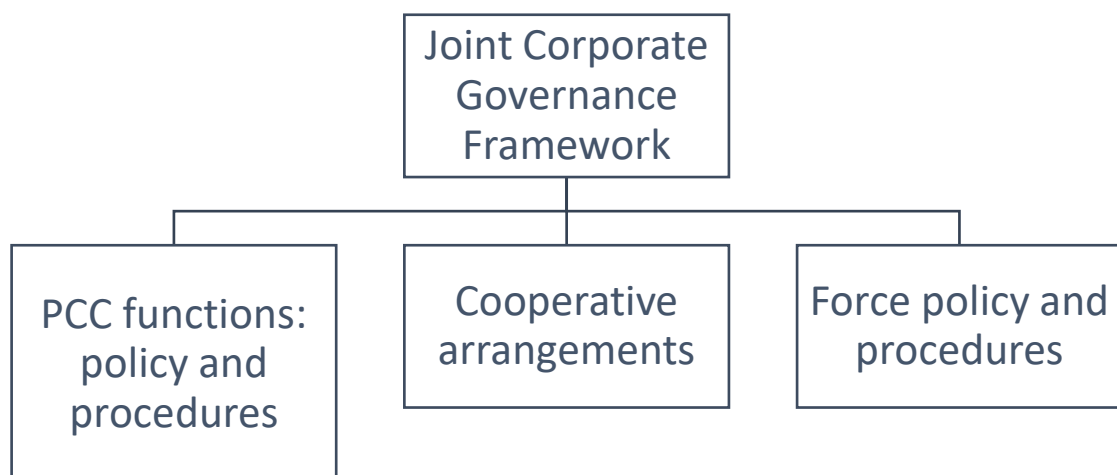 Joint Corporate
Governance
Framework
PCC functions:
policy and
procedures
Cooperative
arrangements
Force policy and
procedures